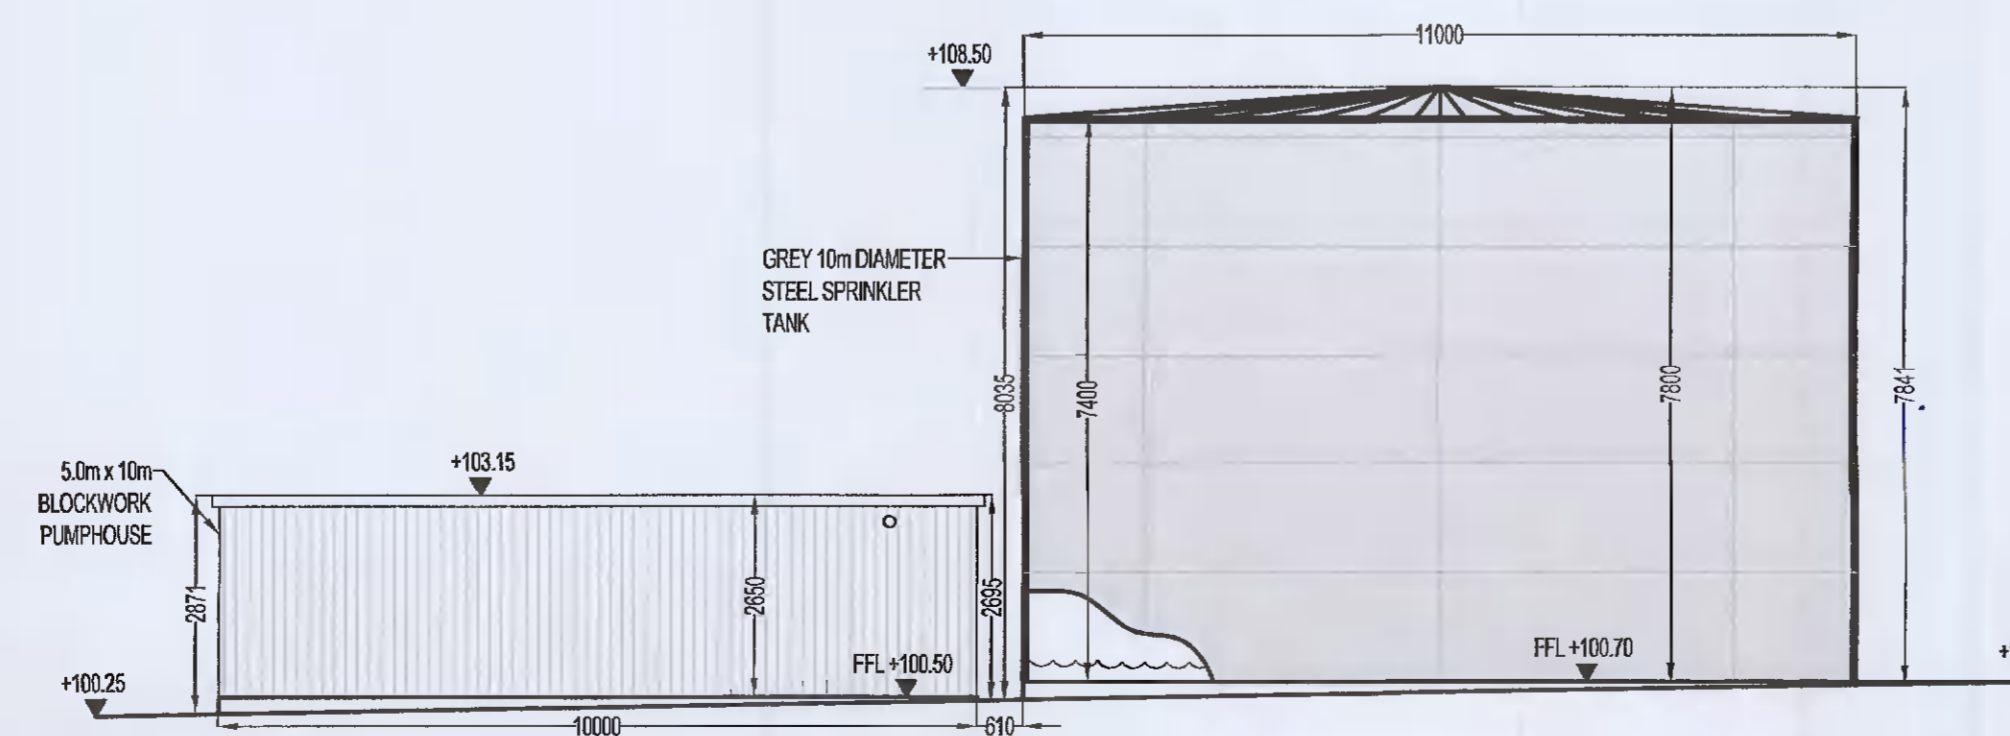 11000
+108.50
GREY 10m DIAMETER
STEEL SPRINKLER
TANK
8035
7400
7800
7841
5.0m x 10m
BLOCKWORK
PUMPHOUSE
+103.15
2871
2650
2695
FFL +100.50
FFL +100.70
+100.25
10000
610